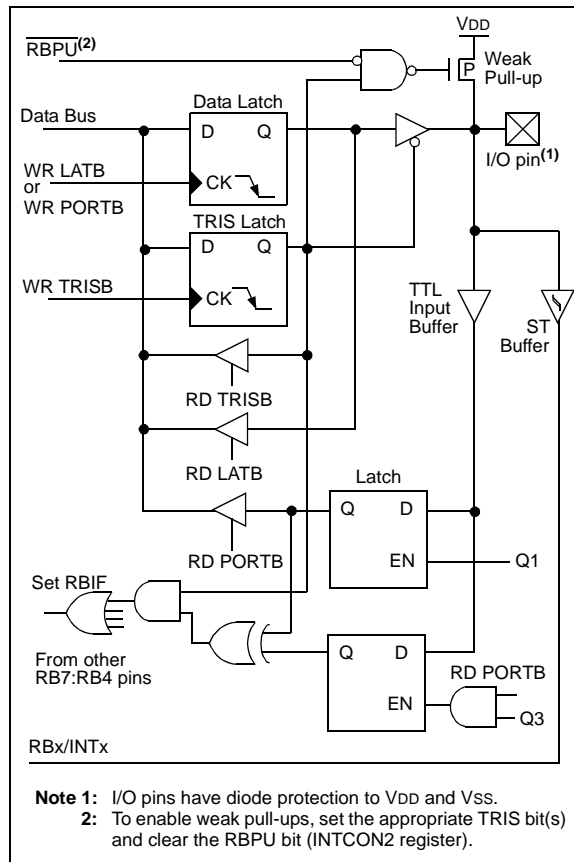 VDD
RBPU(2)
P
Weak
Pull-up
Data Latch
Data Bus
D Q
I/O pin(1)
WR LATB
or
WR PORTB
CK
TRIS Latch
D Q
WR TRISB
CK
TTL
Input
Buffer
ST
Buffer
RD TRISB
RD LATB
Latch
Q D
RD PORTB
EN
Q1
Set RBIF
From other
RB7:RB4 pins
Q D
RD PORTB
EN
Q3
RBx/INTx
Note 1: I/O pins have diode protection to VDD and VSS.
2: To enable weak pull-ups, set the appropriate TRIS bit(s)
and clear the RBPU bit (INTCON2 register).